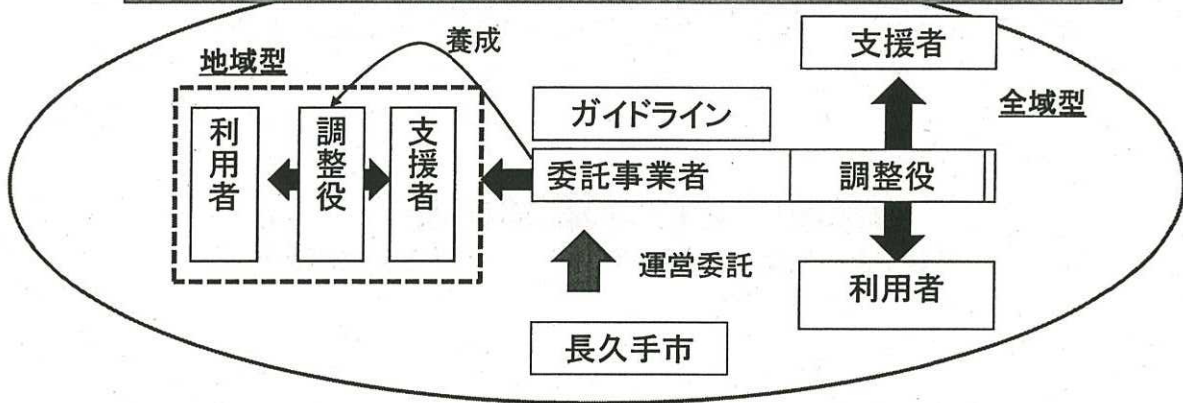 養成
支援者
地域型
全域型
ガイドライン
利用者
調整役
支援者
委託事業者
調整役
運営委託
利用者
長久手市